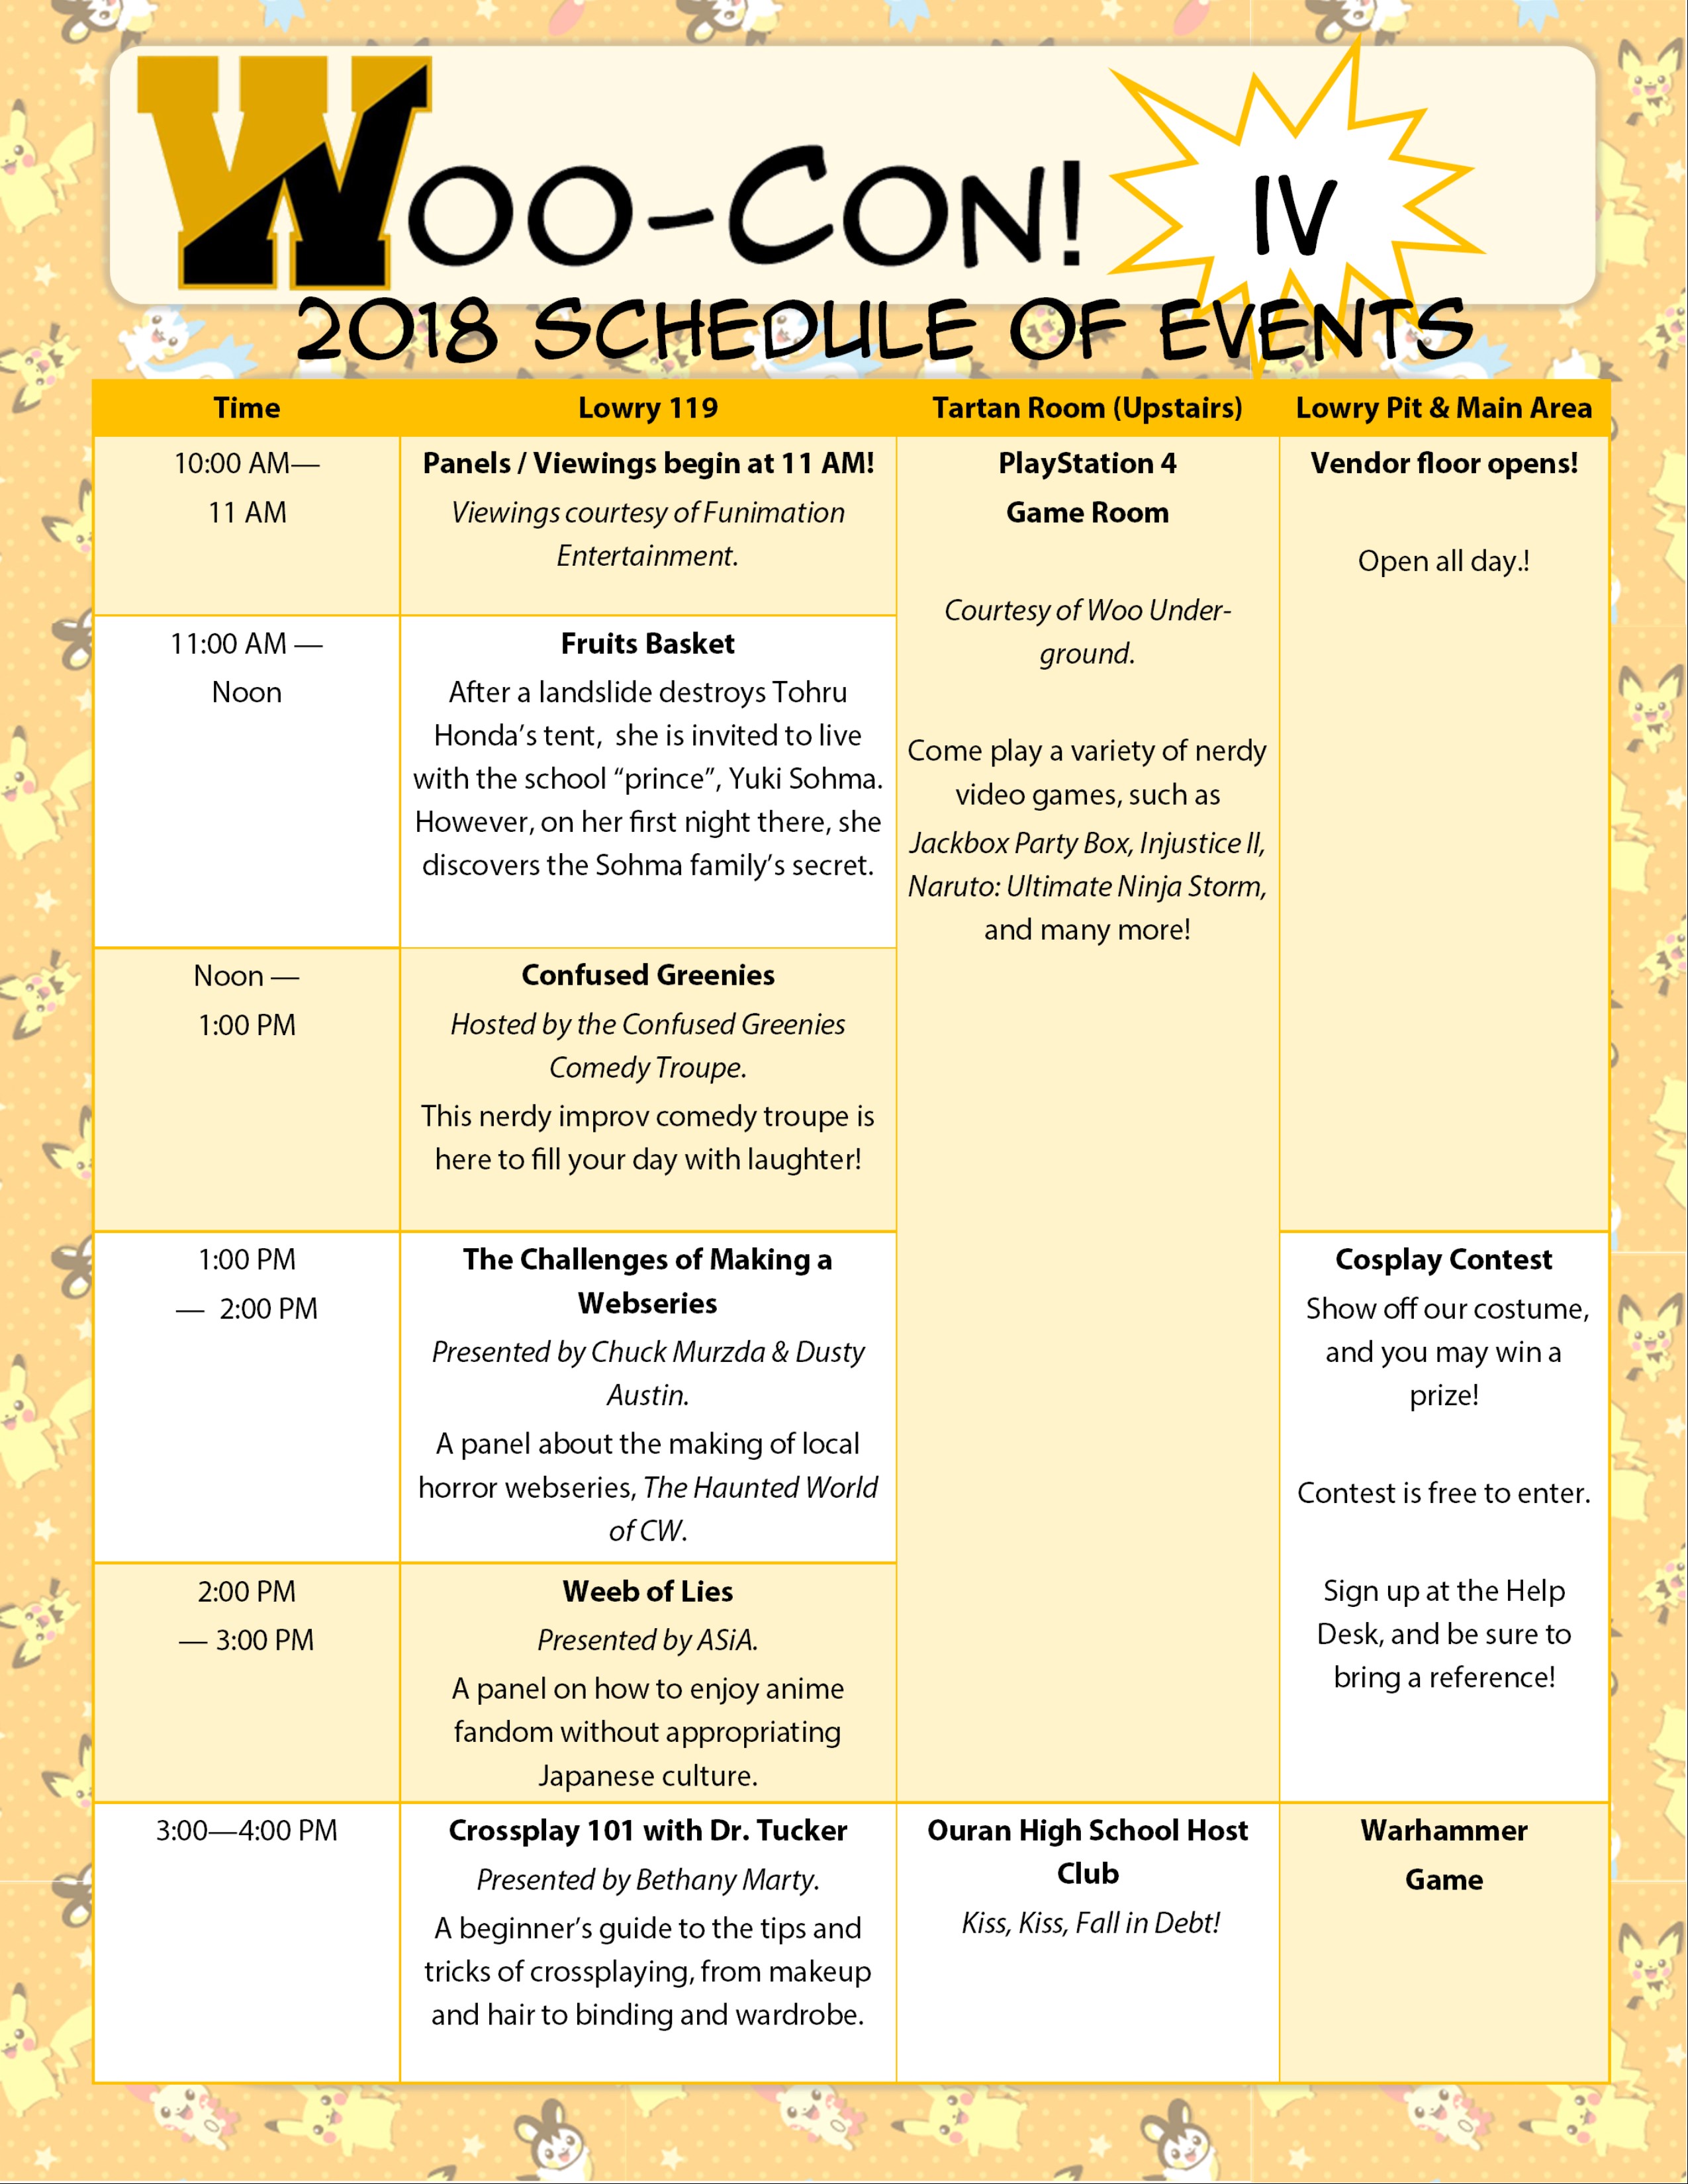 Woo-Con!
IV
2018 Schedule of Events
Time
Lowry 119
Tartan Room (Upstairs)
Lowry Pit & Main Area
10:00 AM—
11 AM
Panels / Viewings begin at 11 AM!
Viewings courtesy of Funimation
Entertainment.
PlayStation 4
Game Room
Courtesy of Woo Under-
ground.
Come play a variety of nerdy
video games, such as
Jackbox Party Box, Injustice II,
Naruto: Ultimate Ninja Storm,
and many more!
Vendor floor opens!
Open all day.!
11:00 AM —
Noon
Fruits Basket
After a landslide destroys Tohru
Honda’s tent,  she is invited to live
with the school “prince”, Yuki Sohma.
However, on her first night there, she
discovers the Sohma family’s secret.
Noon —
1:00 PM
Confused Greenies
Hosted by the Confused Greenies
Comedy Troupe.
This nerdy improv comedy troupe is
here to fill your day with laughter!
1:00 PM
—  2:00 PM
The Challenges of Making a
Webseries
Presented by Chuck Murzda & Dusty
Austin.
A panel about the making of local
horror webseries, The Haunted World
of CW.
Cosplay Contest
Show off our costume,
and you may win a
prize!
Contest is free to enter.
Sign up at the Help
Desk, and be sure to
bring a reference!
2:00 PM
— 3:00 PM
Weeb of Lies
Presented by ASiA.
A panel on how to enjoy anime
fandom without appropriating
Japanese culture.
3:00—4:00 PM
Crossplay 101 with Dr. Tucker
Presented by Bethany Marty.
A beginner’s guide to the tips and
tricks of crossplaying, from makeup
and hair to binding and wardrobe.
Ouran High School Host
Club
Kiss, Kiss, Fall in Debt!
Warhammer
Game